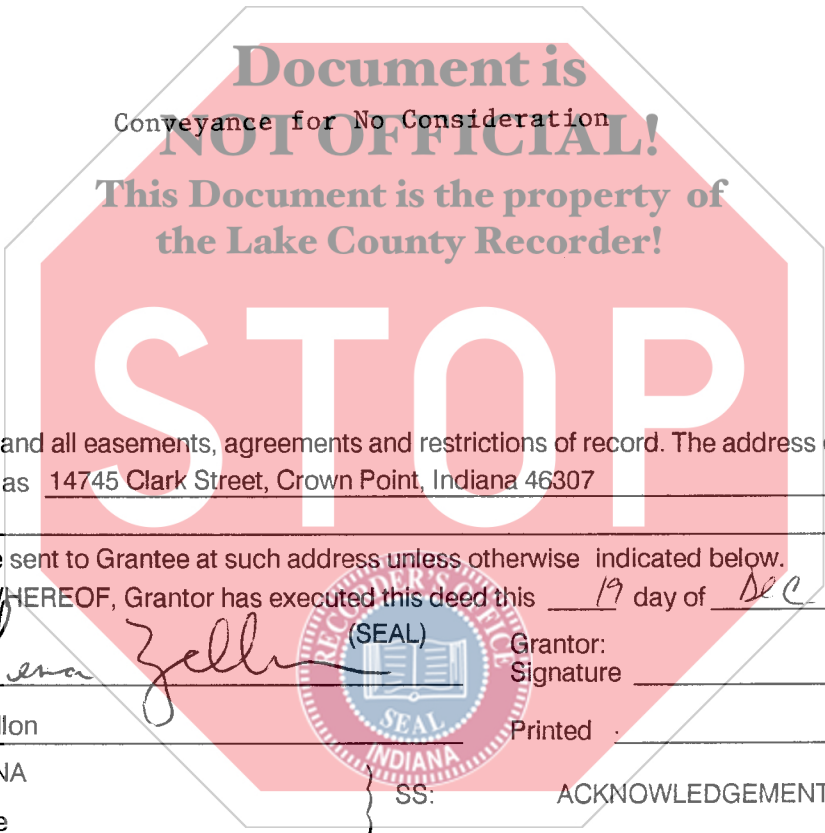 Document is
Conveyance for No Consideration
NOT OFFICIAL!
This Document is the property of
the Lake County Recorder!
STOP
and all easements, agreements and restrictions of record. The address
as 14745 Clark Street, Crown Point, Indiana 46307
sent to Grantee at such address unless otherwise indicated below.
HEREOF, Grantor has executed this deed this 19 day of Dec
(SEAL)
Grantor:
Signature
ena Zellon
llon
Printed
RECORDER'S OFFICE
SEAL
INDIANA
NA
SS:
ACKNOWLEDGEMENT
e